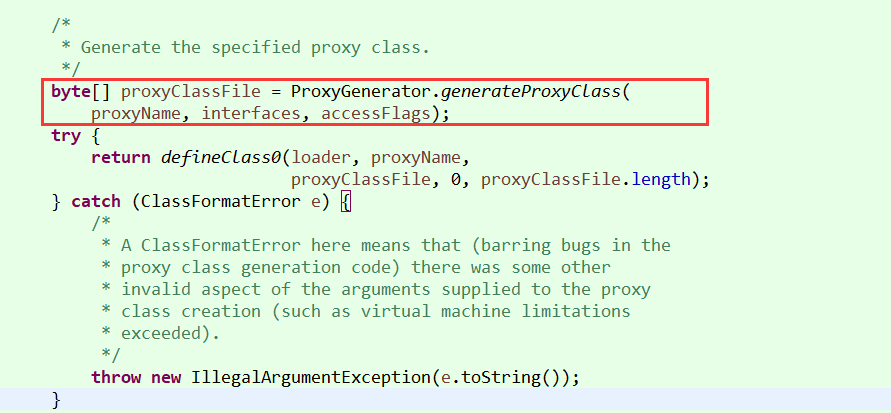 /*
 * Generate the specified proxy class.
 */
byte[] proxyClassFile = ProxyGenerator.generateProxyClass(
    proxyName, interfaces, accessFlags);
try {
    return defineClass0(loader, proxyName,
                        proxyClassFile, 0, proxyClassFile.length);
} catch (ClassFormatError e) {
    /*
     * A ClassFormatError here means that (barring bugs in the
     * proxy class generation code) there was some other
     * invalid aspect of the arguments supplied to the proxy
     * class creation (such as virtual machine limitations
     * exceeded).
     */
    throw new IllegalArgumentException(e.toString());
}